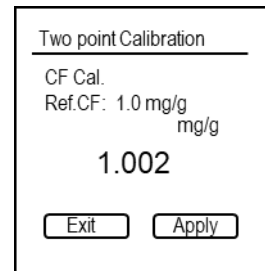 Two point Calibration
CF Cal.
Ref.CF: 1.0 mg/g
mg/g
1.002
Exit Apply